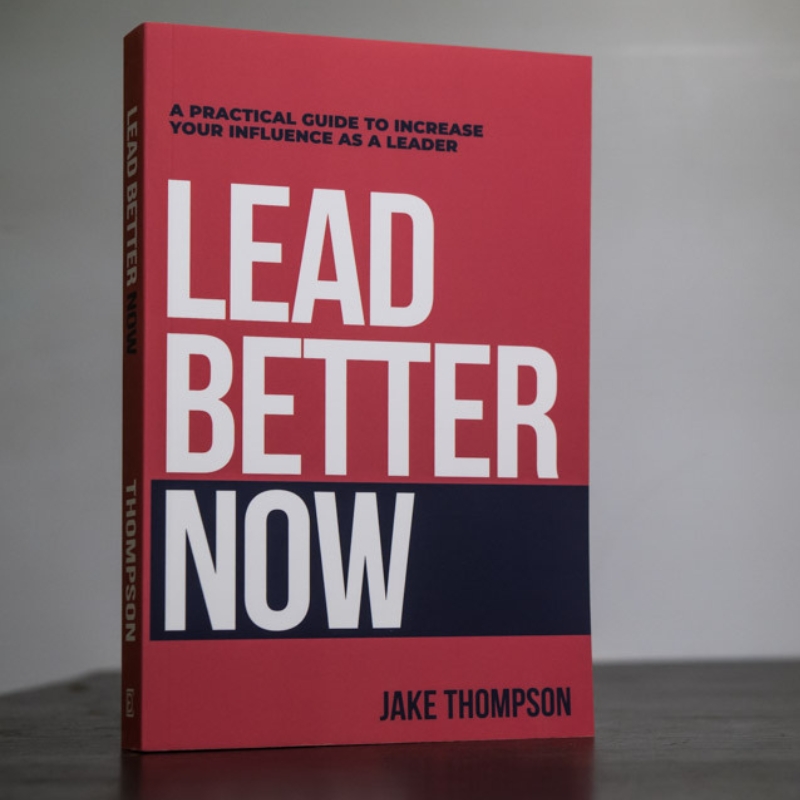 A PRACTICAL GUIDE TO INCREASE
YOUR INFLUENCE AS A LEADER
LEAD
BETTER
NOW
JAKE THOMPSON
LEAD BETTER NOW
THOMPSON